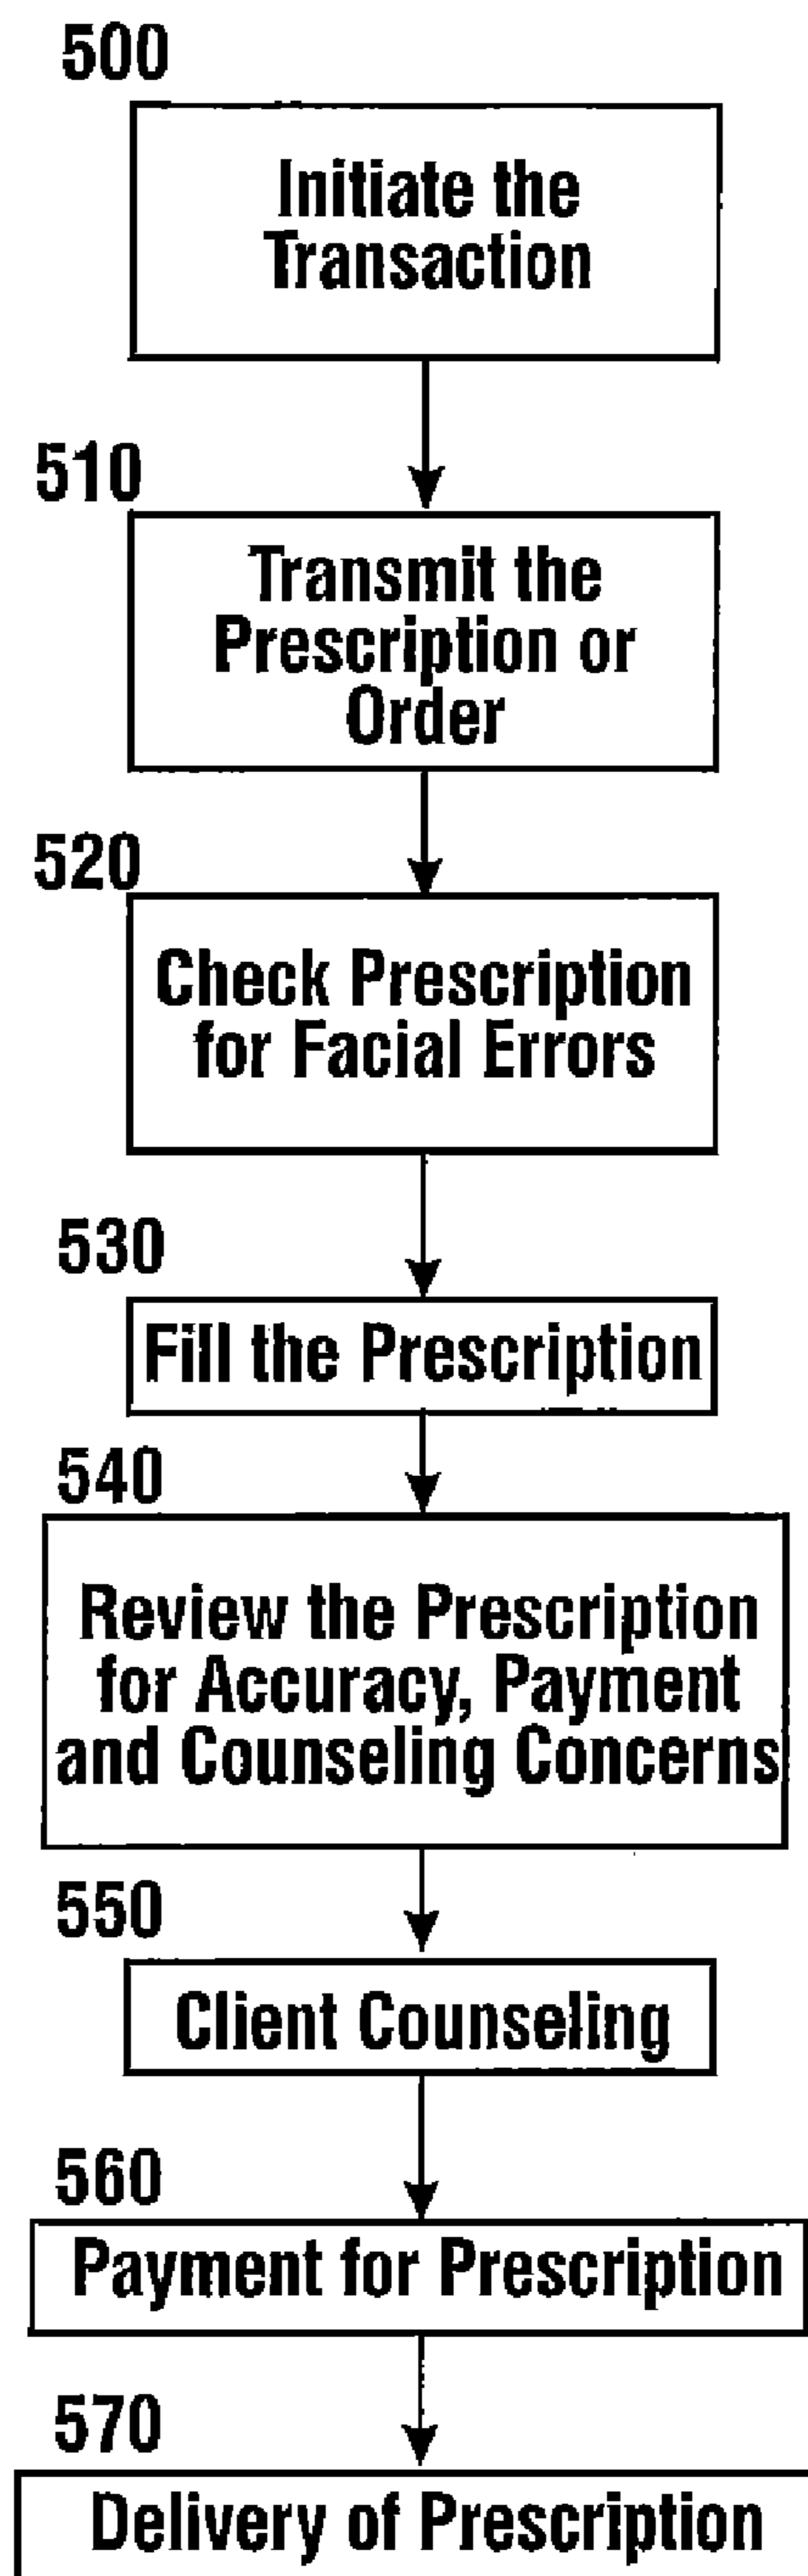 500
Initiate the
Transaction
510
Transmit the
Prescription or
Order
520
Check Prescription
for Facial Errors
530
Fill the Prescription
540
Review the Prescription
for Accuracy, Payment
and Counseling Concerns
550
Client Counseling
560
Payment for Prescription
570
Delivery of Prescription